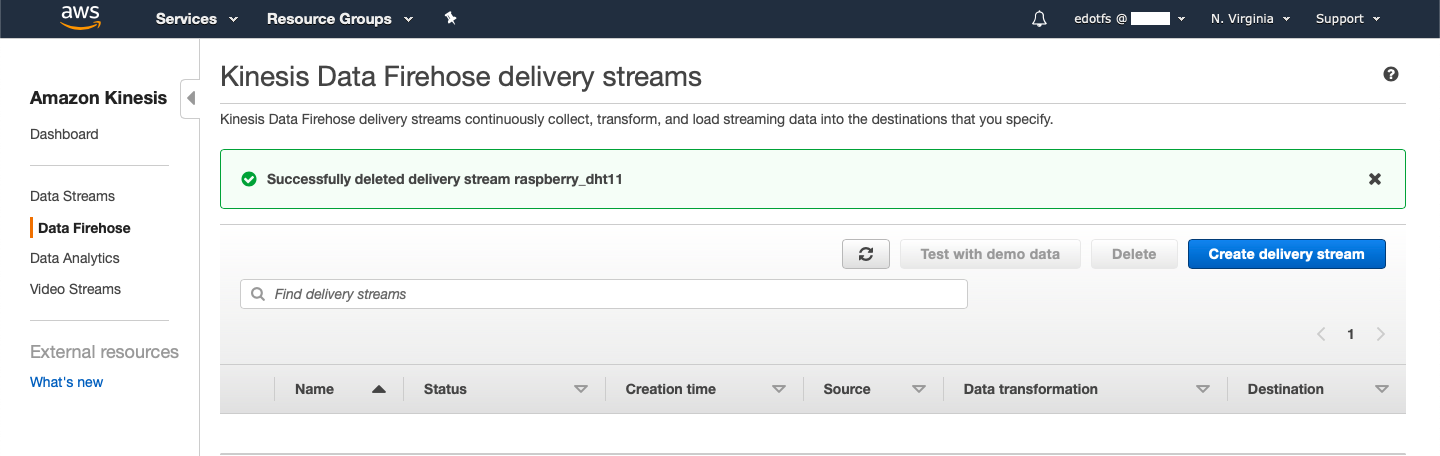 aws Services Resource Groups edotfs @ N. Virginia Support
Kinesis Data Firehose delivery streams
Amazon Kinesis
Kinesis Data Firehose delivery streams continuously collect, transform, and load streaming data into the destinations that you specify.
Dashboard
Successfully deleted delivery stream raspberry_dht11
Data Streams
Data Firehose
Data Analytics
Video Streams
External resources
What's new
Test with demo data Delete Create delivery stream
Find delivery streams
1
Name Status Creation time Source Data transformation Destination